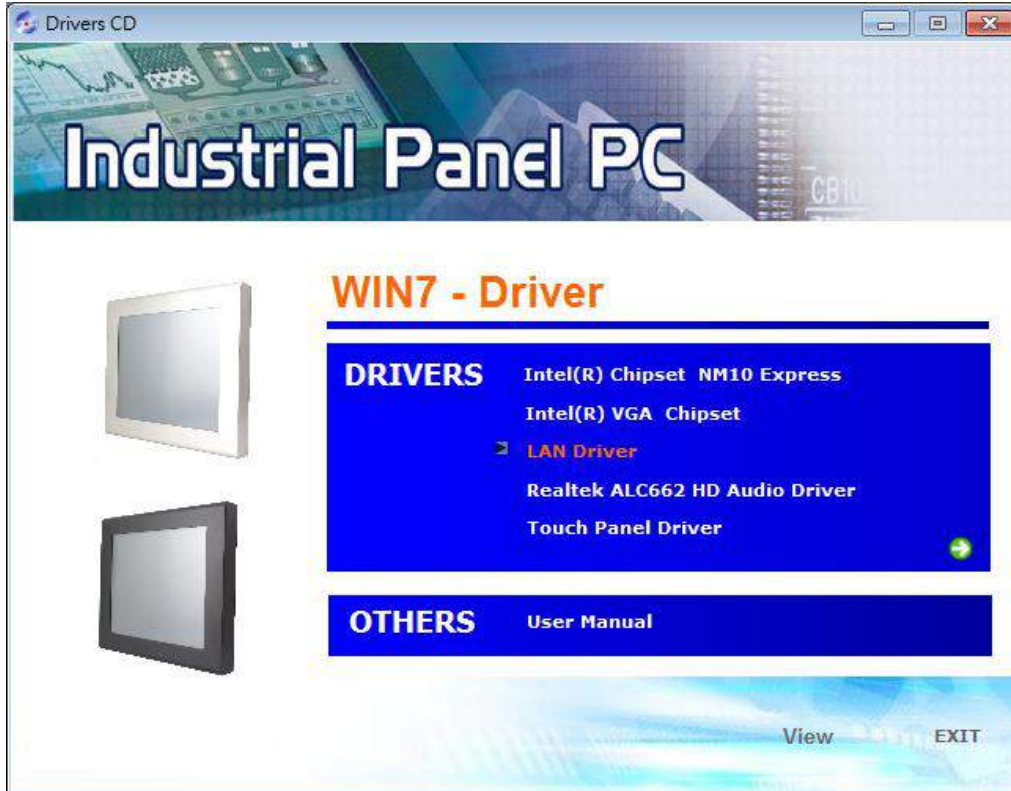 Drivers CD
Industrial Panel PC
CB10
WIN7 - Driver
DRIVERS
Intel(R) Chipset NM10 Express
Intel(R) VGA Chipset
LAN Driver
Realtek ALC662 HD Audio Driver
Touch Panel Driver
OTHERS
User Manual
View
EXIT